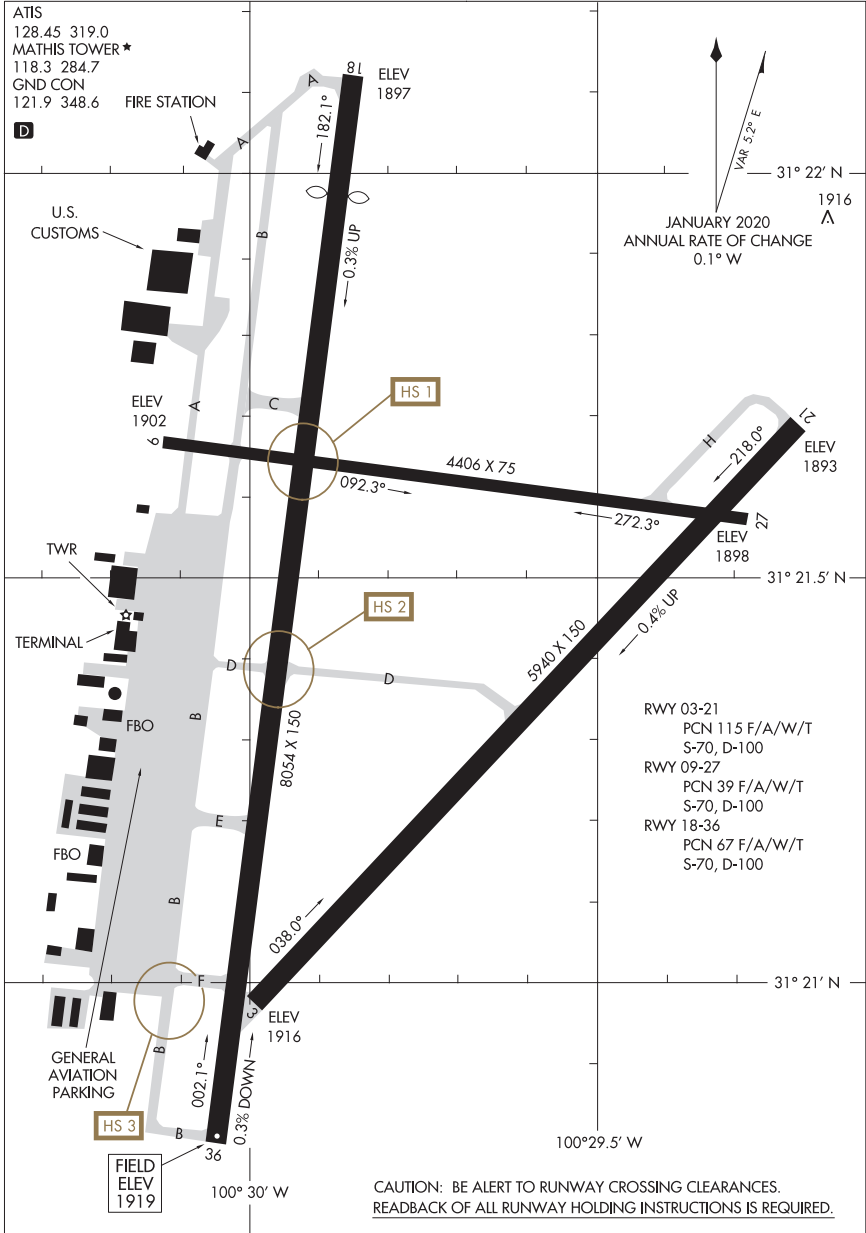 ATIS
128.45 319.0
MATHIS TOWER★
118.3 284.7
GND CON
121.9 348.6
D
FIRE STATION
A
A
18
ELEV
1897
182.1°
VAR 5.2° E
31° 22' N
1916
JANUARY 2020
ANNUAL RATE OF CHANGE
0.1° W
U.S.
CUSTOMS
B
0.3% UP
HS 1
ELEV
1902
A
C
9
4406 X 75
092.3°
272.3°
H
21
218.0°
ELEV
1893
27
ELEV
1898
31° 21.5' N
TWR
TERMINAL
HS 2
0.4% UP
D
D
5940 X 150
B
FBO
8054 X 150
RWY 03-21
PCN 115 F/A/W/T
S-70, D-100
RWY 09-27
PCN 39 F/A/W/T
S-70, D-100
RWY 18-36
PCN 67 F/A/W/T
S-70, D-100
E
FBO
B
038.0°
F
31° 21' N
3
ELEV
1916
B
002.1°
0.3% DOWN
GENERAL
AVIATION
PARKING
HS 3
B
36
FIELD
ELEV
1919
100° 30' W
100° 29.5' W
CAUTION: BE ALERT TO RUNWAY CROSSING CLEARANCES.
READBACK OF ALL RUNWAY HOLDING INSTRUCTIONS IS REQUIRED.